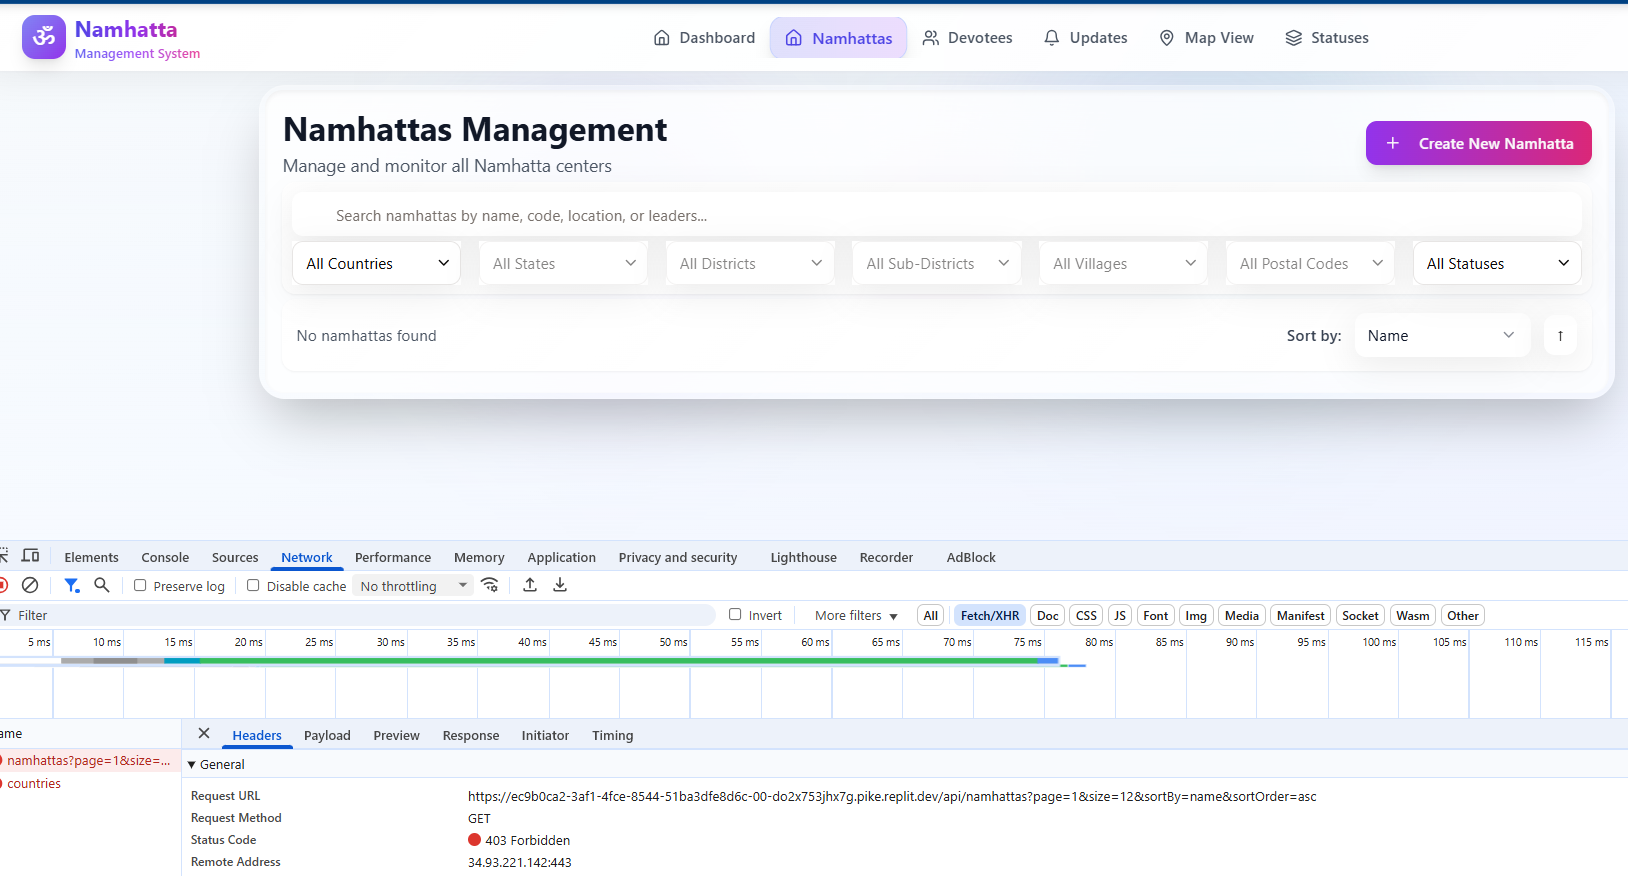 ॐ Namhatta
Management System
Dashboard Namhattas Devotees Updates Map View Statuses
Namhattas Management
Manage and monitor all Namhatta centers
+ Create New Namhatta
Search namhattas by name, code, location, or leaders...
All Countries All States All Districts All Sub-Districts All Villages All Postal Codes All Statuses
No namhattas found Sort by: Name ↑
Elements Console Sources Network Performance Memory Application Privacy and security Lighthouse Recorder AdBlock
Preserve log Disable cache No throttling
Filter Invert More filters All Fetch/XHR Doc CSS JS Font Img Media Manifest Socket Wasm Other
5 ms 10 ms 15 ms 20 ms 25 ms 30 ms 35 ms 40 ms 45 ms 50 ms 55 ms 60 ms 65 ms 70 ms 75 ms 80 ms 85 ms 90 ms 95 ms 100 ms 105 ms 110 ms 115 ms
ame Headers Payload Preview Response Initiator Timing
namhattas?page=1&size=... General
countries
Request URL https://ec9b0ca2-3af1-4fce-8544-51ba3dfe8d6c-00-do2x753jhx7g.pike.replit.dev/api/namhattas?page=1&size=12&sortBy=name&sortOrder=asc
Request Method GET
Status Code 403 Forbidden
Remote Address 34.93.221.142:443